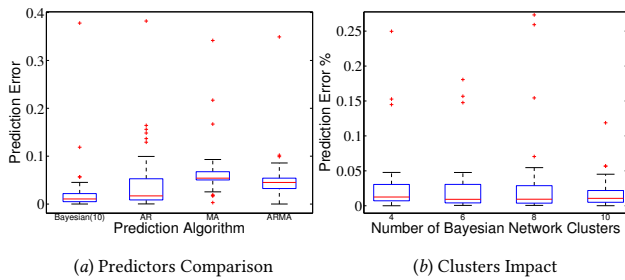 0.4
0.3
0.2
0.1
0
Prediction Error
Bayesian(10) AR MA ARMA
Prediction Algorithm
(a) Predictors Comparison
0.25
0.2
0.15
0.1
0.05
0
Prediction Error %
4 6 8 10
Number of Bayesian Network Clusters
(b) Clusters Impact